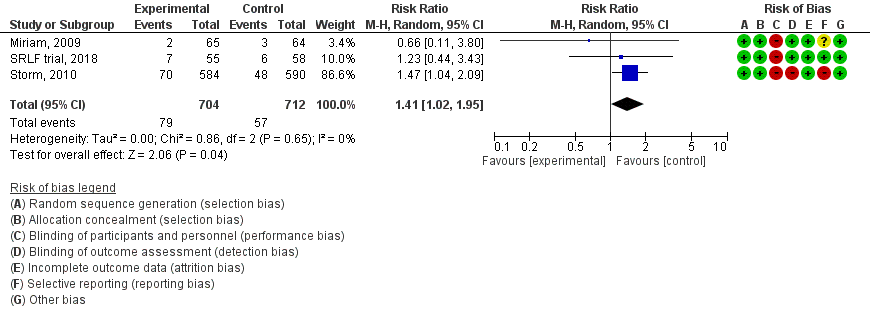 Experimental Control Risk Ratio Risk Ratio Risk of Bias
Study or Subgroup Events Total Events Total Weight M-H, Random, 95% CI M-H, Random, 95% CI A B C D E F G
Miriam, 2009 2 65 3 64 3.4% 0.66 [0.11, 3.80] + + - + + ? +
SRLF trial, 2018 7 55 6 58 10.0% 1.23 [0.44, 3.43] + + - + + + +
Storm, 2010 70 584 48 590 86.6% 1.47 [1.04, 2.09] + + - - + - +
Total (95% CI) 704 712 100.0% 1.41 [1.02, 1.95]
Total events 79 57
Heterogeneity: Tau² = 0.00; Chi² = 0.86, df = 2 (P = 0.65); I² = 0%
Test for overall effect: Z = 2.06 (P = 0.04)
0.1 0.2 0.5 1 2 5 10
Favours [experimental] Favours [control]
Risk of bias legend
(A) Random sequence generation (selection bias)
(B) Allocation concealment (selection bias)
(C) Blinding of participants and personnel (performance bias)
(D) Blinding of outcome assessment (detection bias)
(E) Incomplete outcome data (attrition bias)
(F) Selective reporting (reporting bias)
(G) Other bias